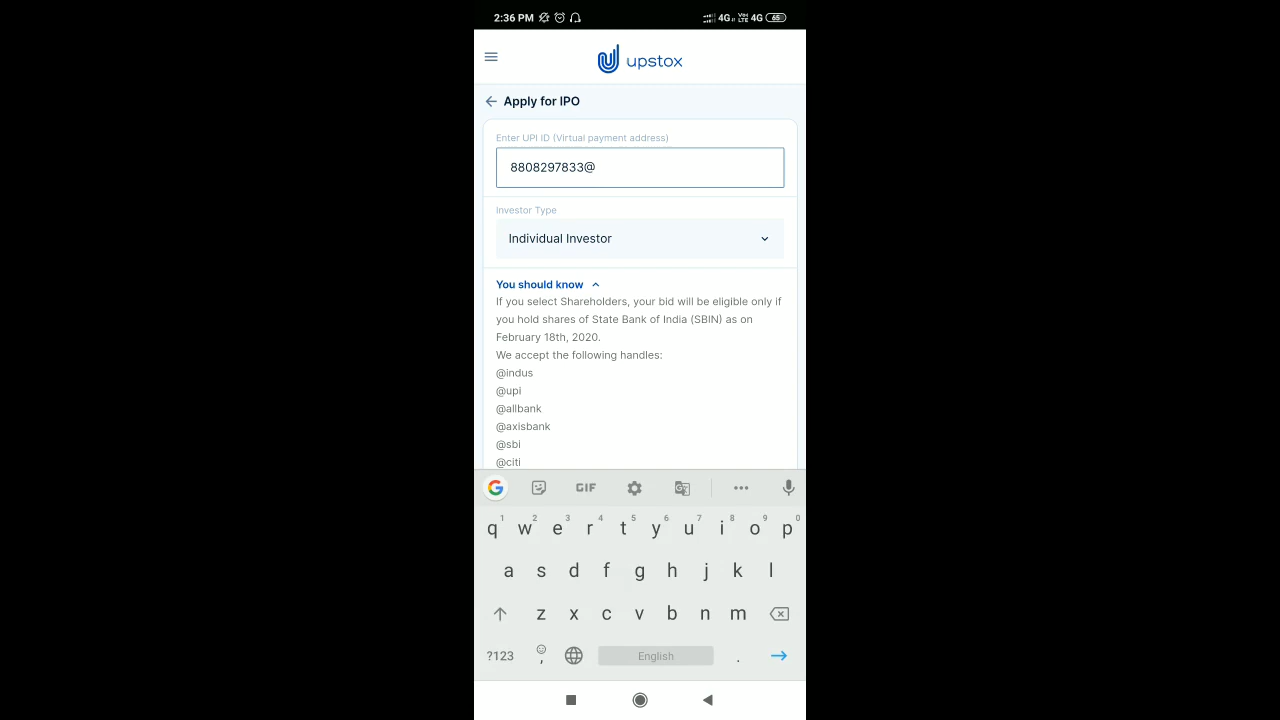 2:36 PM 4G Vo LTE 4G 65
upstox
Apply for IPO
Enter UPI ID (Virtual payment address)
8808297833@
Investor Type
Individual Investor
You should know
If you select Shareholders, your bid will be eligible only if
you hold shares of State Bank of India (SBIN) as on
February 18th, 2020.
We accept the following handles:
@indus
@upi
@allbank
@axisbank
@sbi
@citi
G GIF G
1 2 3 4 5 6 7 8 9 0
q w e r t y u i o p
a s d f g h j k l
z x c v b n m
?123 , English .